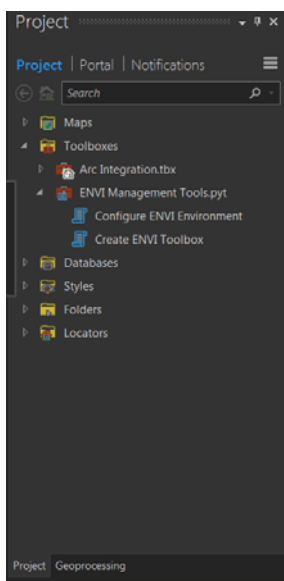 Project
Project | Portal | Notifications
Search
Maps
Toolboxes
Arc Integration.tbx
ENVI Management Tools.pyt
Configure ENVI Environment
Create ENVI Toolbox
Databases
Styles
Folders
Locators
Project Geoprocessing